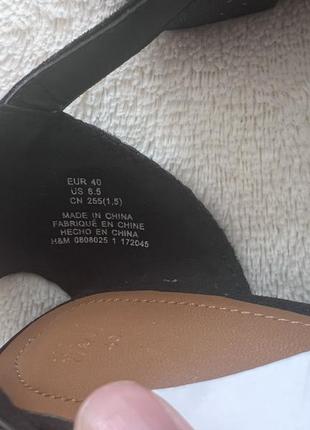 EUR 40
US 8.5
CN 255(1,5)
MADE IN CHINA
FABRIQUÉ EN CHINE
HECHO EN CHINA
H&M 0808025 1 172045